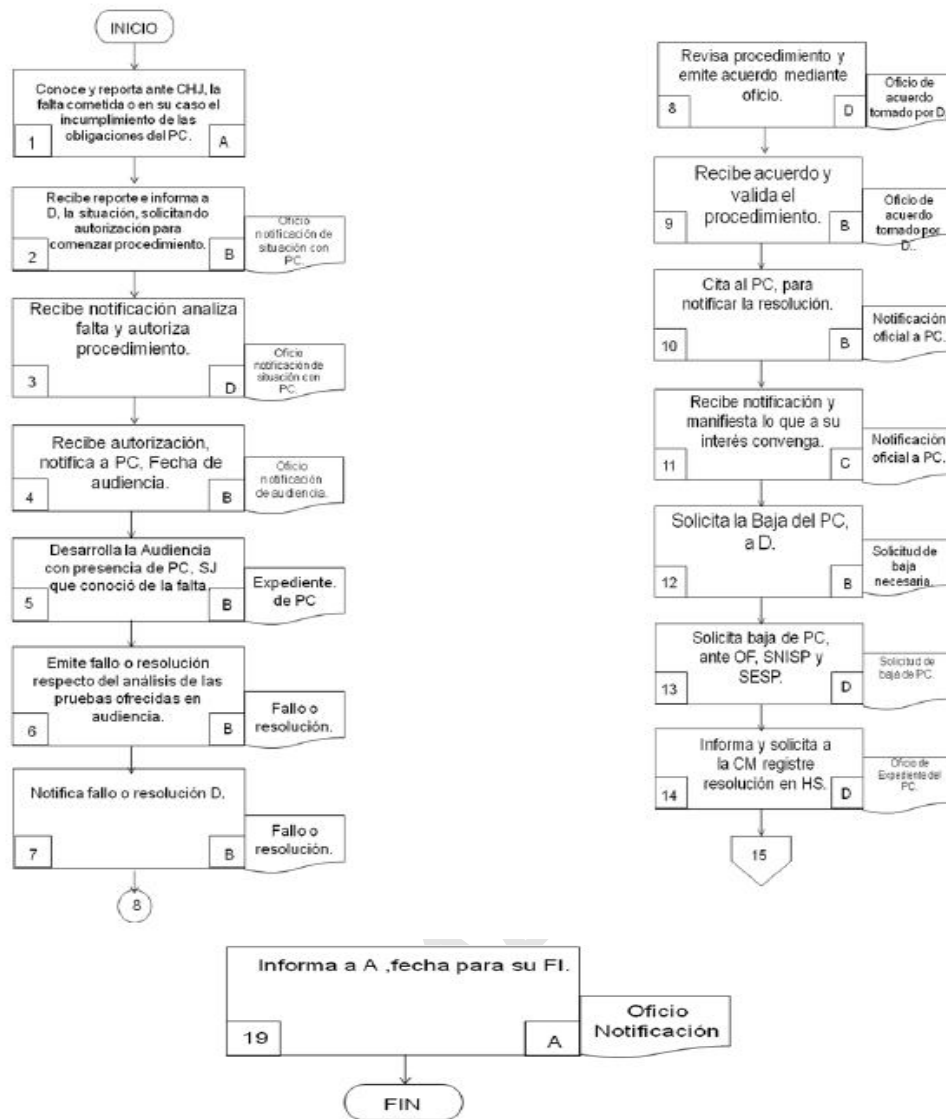 INICIO
Conoce y reporta ante CHJ, la
falta cometida o en su caso el
incumplimiento de las
obligaciones del PC.
1
A
Recibe reporte e informa a
D, la situación, solicitando
autorización para
comenzar procedimiento.
2
B
Oficio
notificación de
situación con
PC.
Recibe notificación analiza
falta y autoriza
procedimiento.
3
D
Oficio
notificación de
situación con
PC.
Recibe autorización,
notifica a PC, Fecha de
audiencia.
4
B
Oficio
notificación
de audiencia.
Desarrolla la Audiencia
con presencia de PC, SJ
que conoció de la falta.
5
B
Expediente.
de PC
Emite fallo o resolución
respecto del análisis de las
pruebas ofrecidas en
audiencia.
6
B
Fallo o
resolución.
Notifica fallo o resolución D.
7
B
Fallo o
resolución.
8
Revisa procedimiento y
emite acuerdo mediante
oficio.
8
D
Oficio de
acuerdo
tomado por D.
Recibe acuerdo y
valida el
procedimiento.
9
B
Oficio de
acuerdo
tomado por
D..
Cita al PC, para
notificar la resolución.
10
B
Notificación
oficial a PC.
Recibe notificación y
manifiesta lo que a su
interés convenga.
11
C
Notificación
oficial a PC.
Solicita la Baja del PC,
a D.
12
B
Solicitud de
baja
necesaria.
Solicita baja de PC,
ante OF, SNISP y
SESP.
13
D
Solicitud de
baja de PC.
Informa y solicita a
la CM registre
resolución en HS.
14
D
Oficio de
Expediente del
PC.
15
Informa a A ,fecha para su FI.
19
A
Oficio
Notificación
FIN